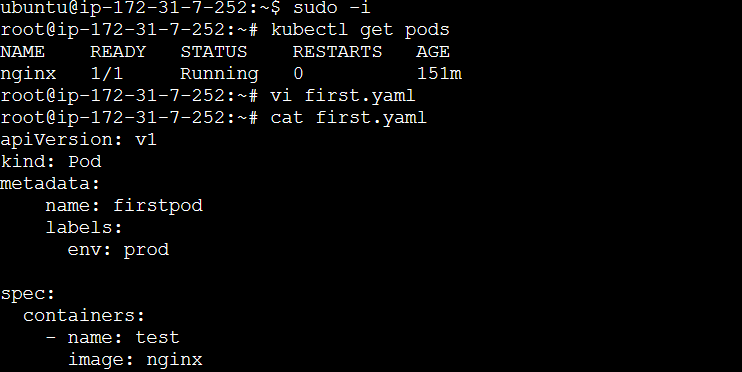 ubuntu@ip-172-31-7-252:~$ sudo -i
root@ip-172-31-7-252:~# kubectl get pods
NAME    READY   STATUS    RESTARTS   AGE
nginx   1/1     Running   0          151m
root@ip-172-31-7-252:~# vi first.yaml
root@ip-172-31-7-252:~# cat first.yaml
apiVersion: v1
kind: Pod
metadata:
    name: firstpod
    labels:
      env: prod

spec:
  containers:
    - name: test
      image: nginx